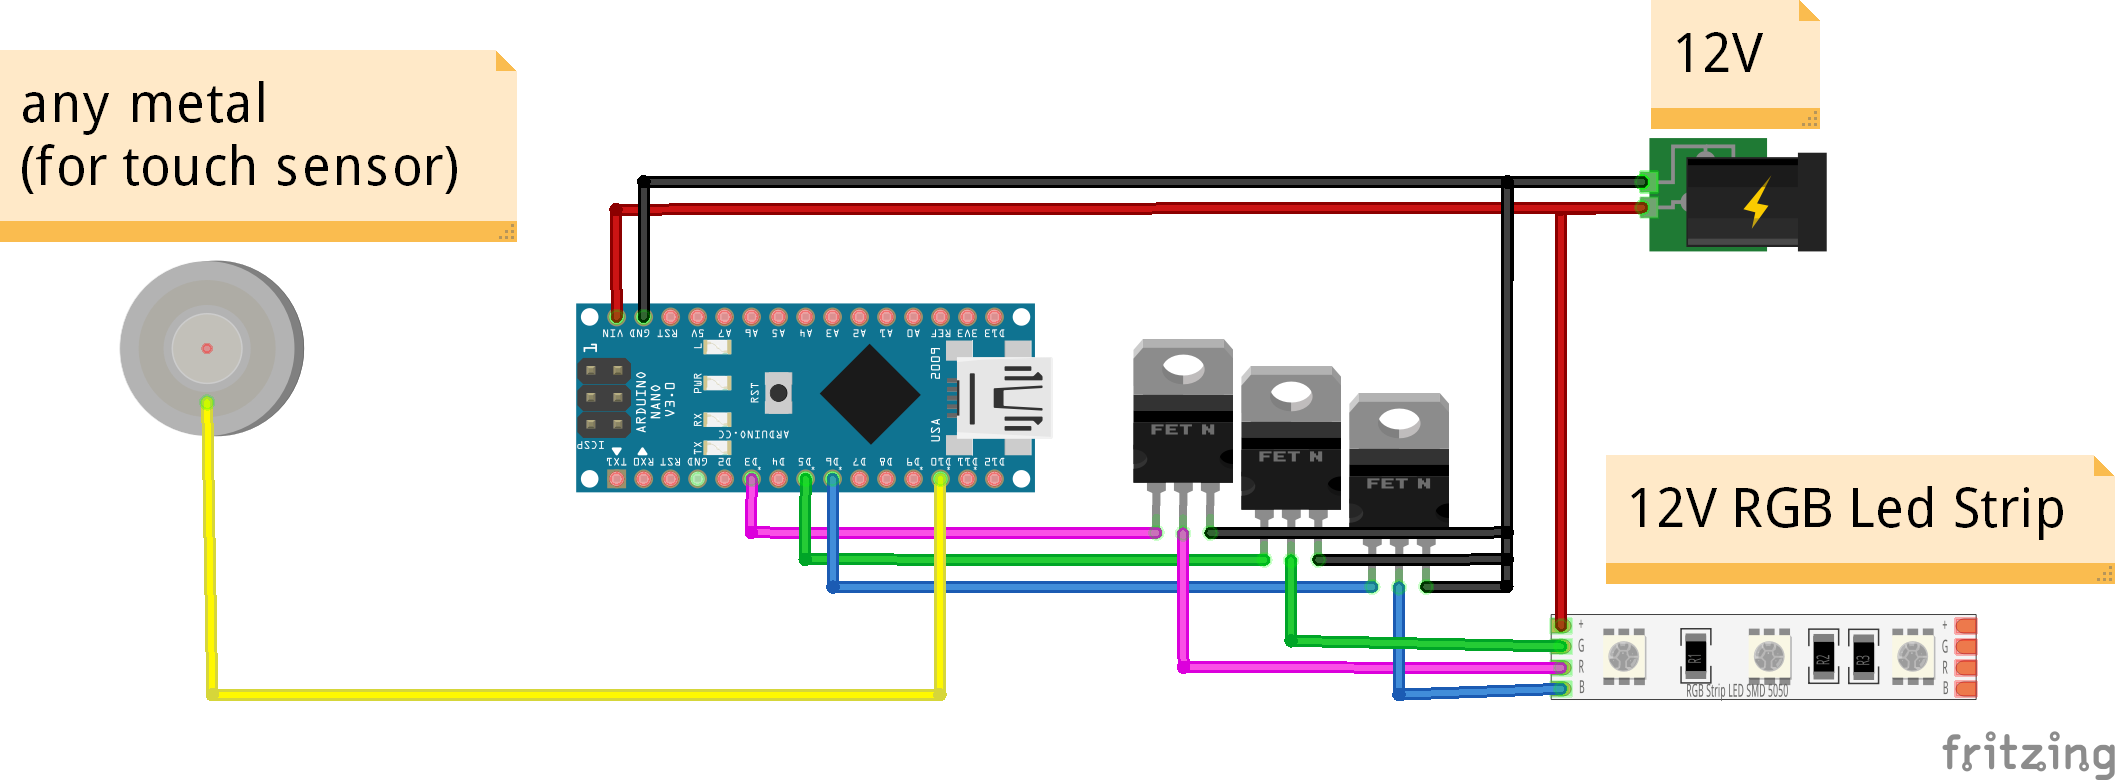 12V
any metal
(for touch sensor)
VIN GND RST 5V A7 A6 A5 A4 A3 A2 A1 A0 REF 3V3 D13
1
L
PWR
RX
TX
RST
ARDUINO
NANO
V3.0
ARDUINO.CC
2009
USA
ICSP
TX1 RX0 RST GND D2 D3 D4 D5 D6 D7 D8 D9 D10 D11 D12
FET N
FET N
FET N
12V RGB Led Strip
+
G
R
B
R1
R2
R3
RGB Strip LED SMD 5050
+
G
R
B
fritzing